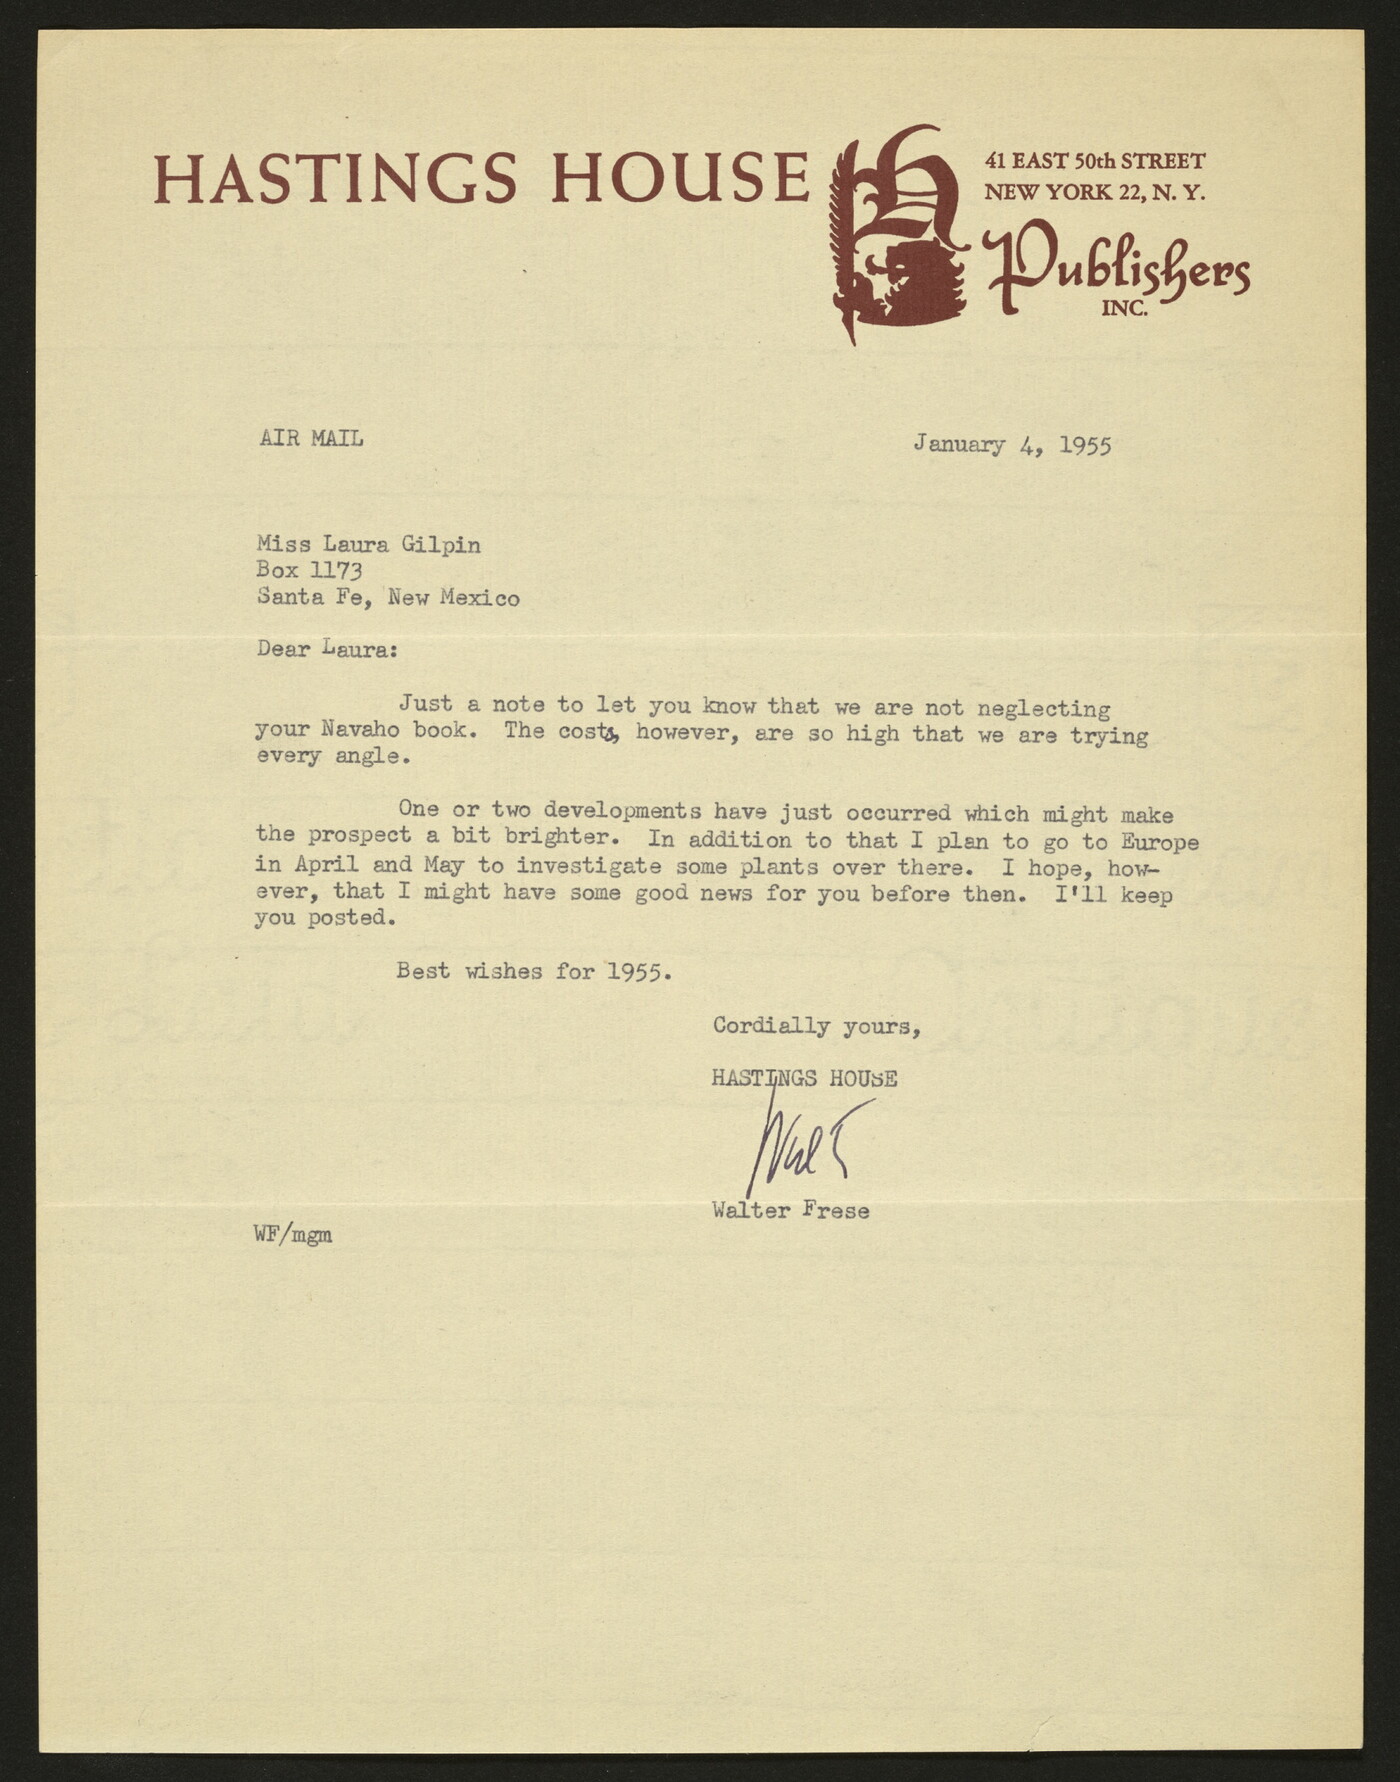 HASTINGS HOUSE
41 EAST 50th STREET
NEW YORK 22, N. Y.
Publishers
INC.
AIR MAIL
January 4, 1955
Miss Laura Gilpin
Box 1173
Santa Fe, New Mexico
Dear Laura:
Just a note to let you know that we are not neglecting
your Navaho book. The costs, however, are so high that we are trying
every angle.
One or two developments have just occurred which might make
the prospect a bit brighter. In addition to that I plan to go to Europe
in April and May to investigate some plants over there. I hope, how-
ever, that I might have some good news for you before then. I'll keep
you posted.
Best wishes for 1955.
Cordially yours,
HASTINGS HOUSE
Walt
Walter Frese
WF/mgm